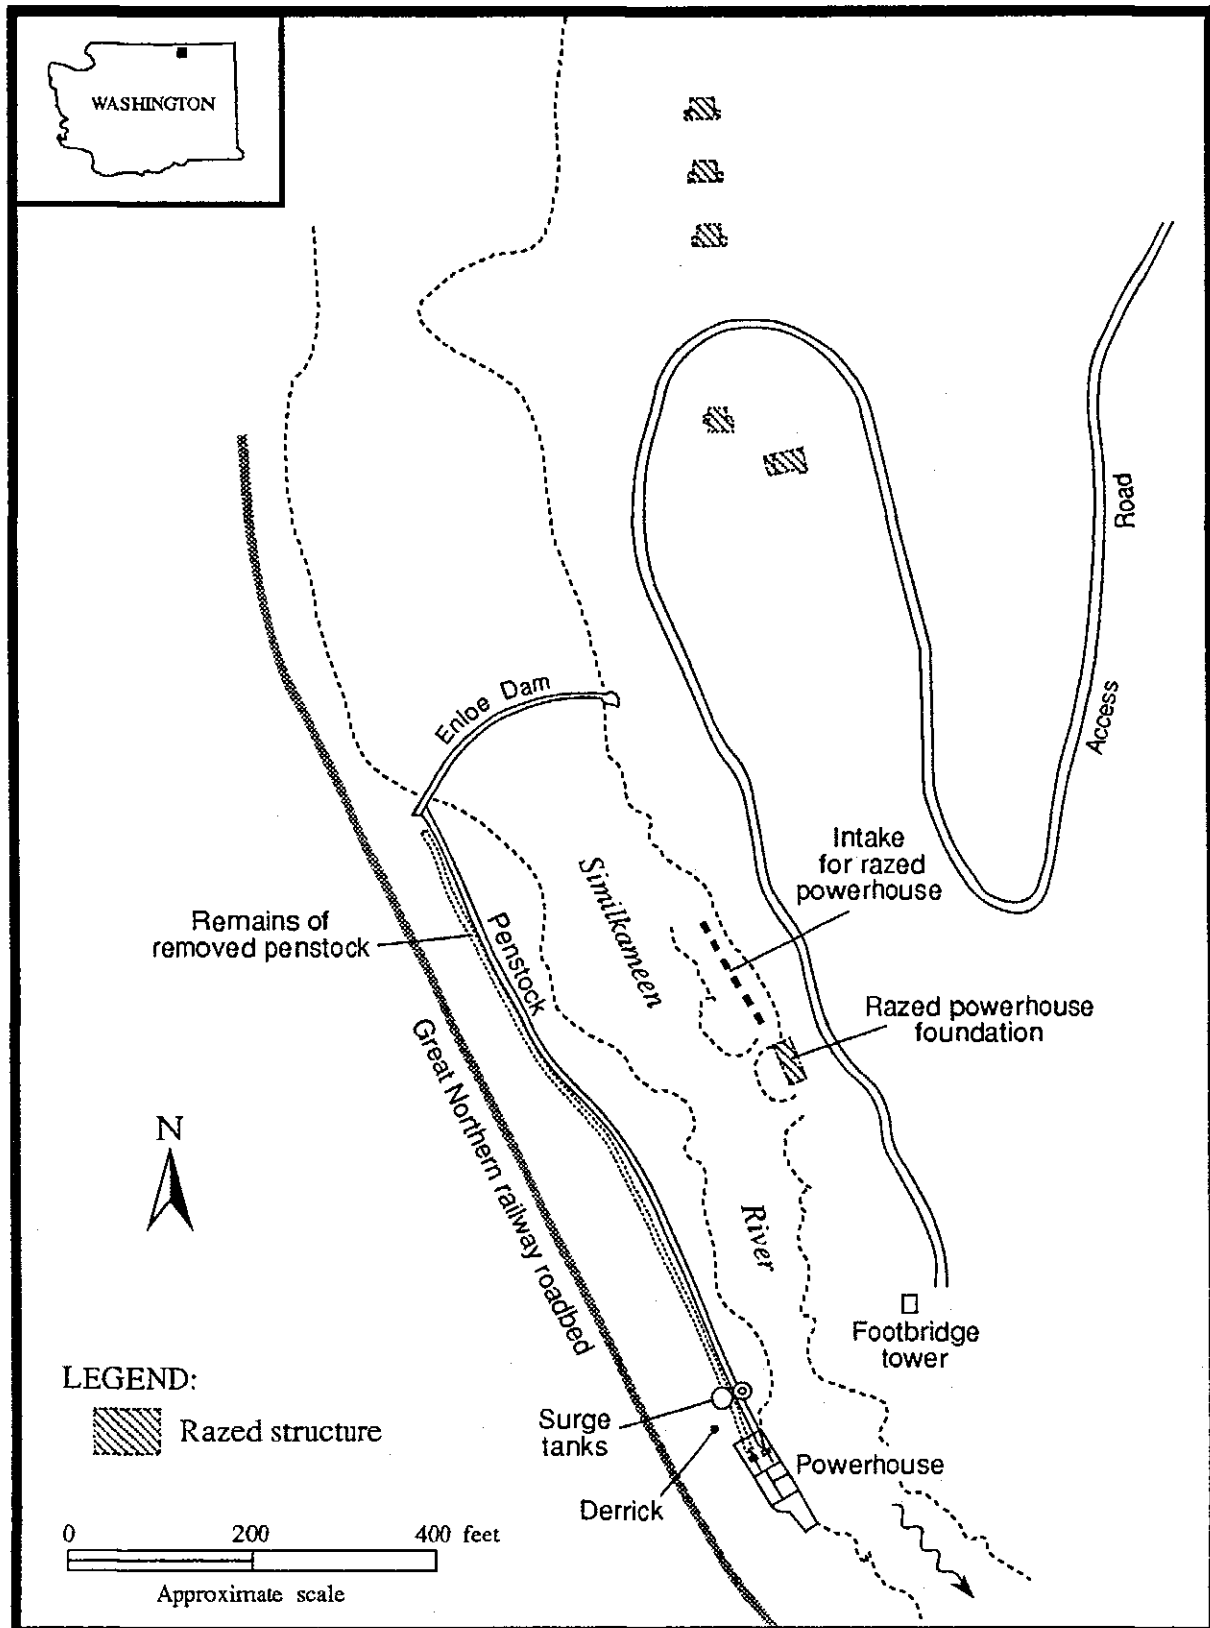 WASHINGTON
Road
Access
Enloe Dam
Intake
for razed
powerhouse
Similkameen
River
Remains of
removed penstock
Penstock
Razed powerhouse
foundation
Great Northern railway roadbed
N
Footbridge
tower
LEGEND:
Razed structure
Surge
tanks
Powerhouse
Derrick
0 200 400 feet
Approximate scale